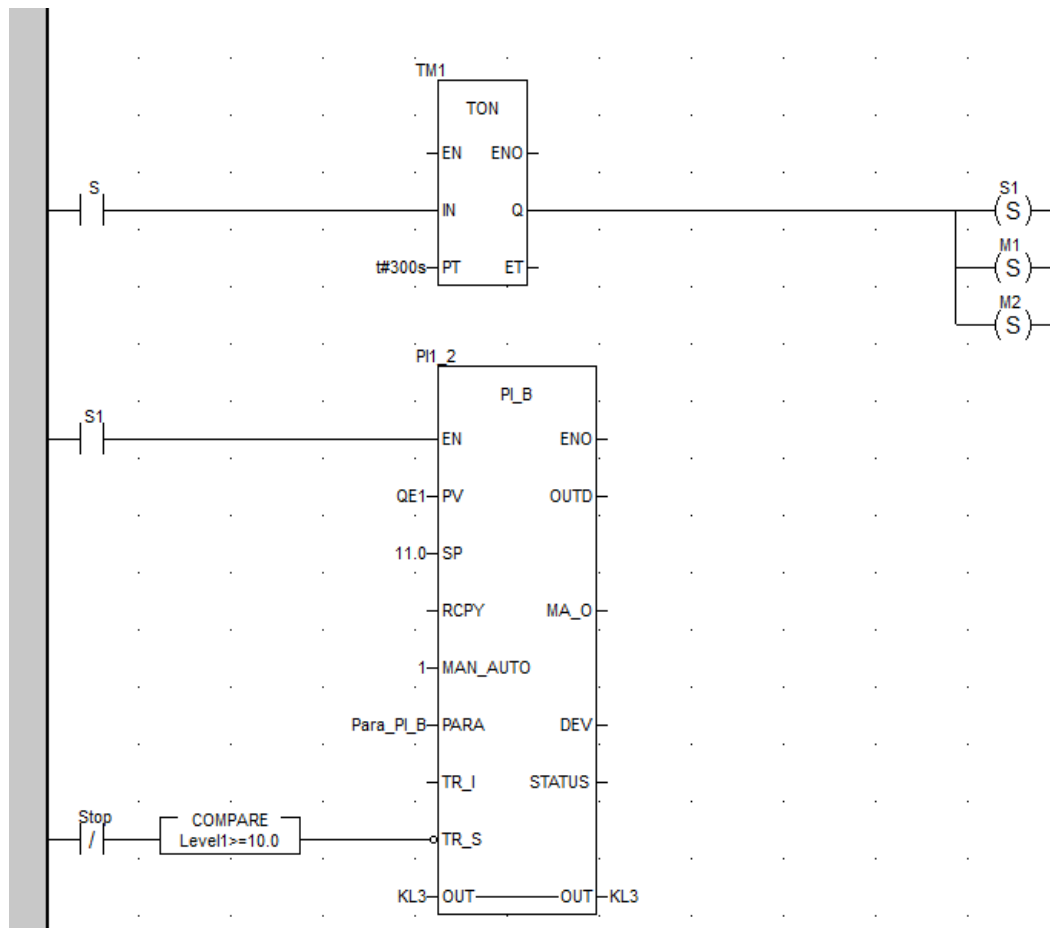 TM1
TON
EN ENO
S
IN Q
S1
(S)
t#300s PT ET
M1
(S)
M2
(S)
PI1_2
PI_B
S1
EN ENO
QE1 PV OUTD
11.0 SP
RCPY MA_O
1 MAN_AUTO
Para_PI_B PARA DEV
TR_I STATUS
Stop
/
COMPARE
Level1>=10.0
TR_S
KL3 OUT OUT KL3